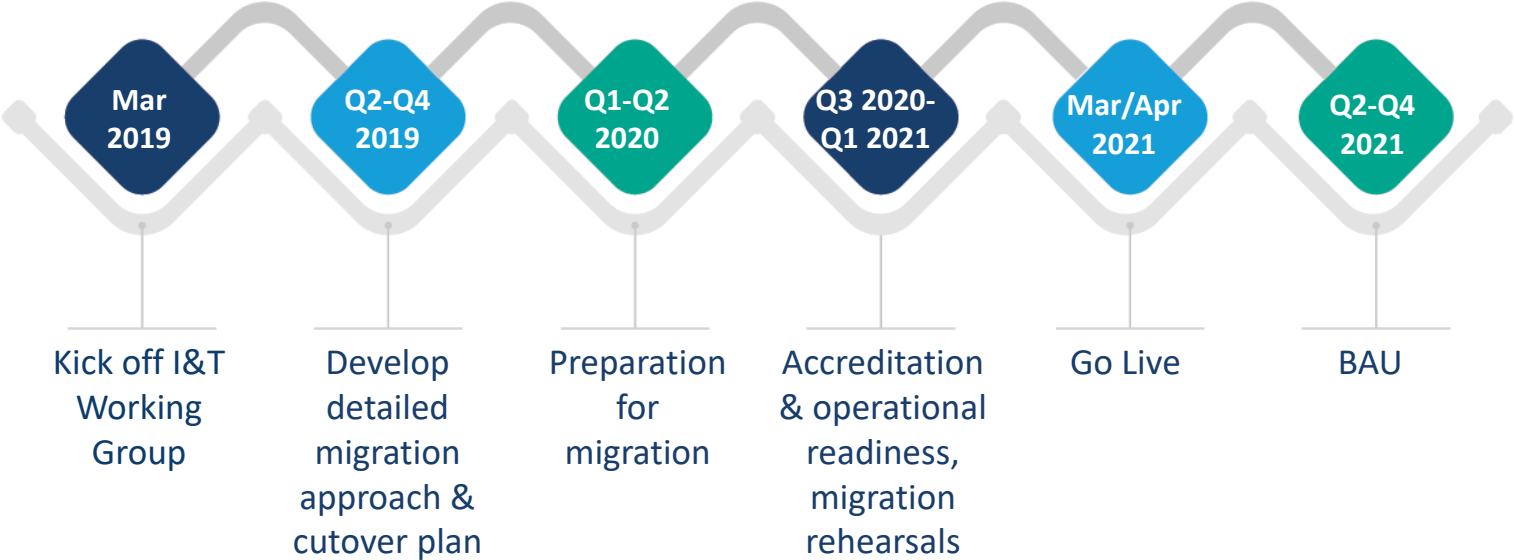 Mar
2019
Q2-Q4
2019
Q1-Q2
2020
Q3 2020-
Q1 2021
Mar/Apr
2021
Q2-Q4
2021
Kick off I&T
Working
Group
Develop
detailed
migration
approach &
cutover plan
Preparation
for
migration
Accreditation
& operational
readiness,
migration
rehearsals
Go Live
BAU